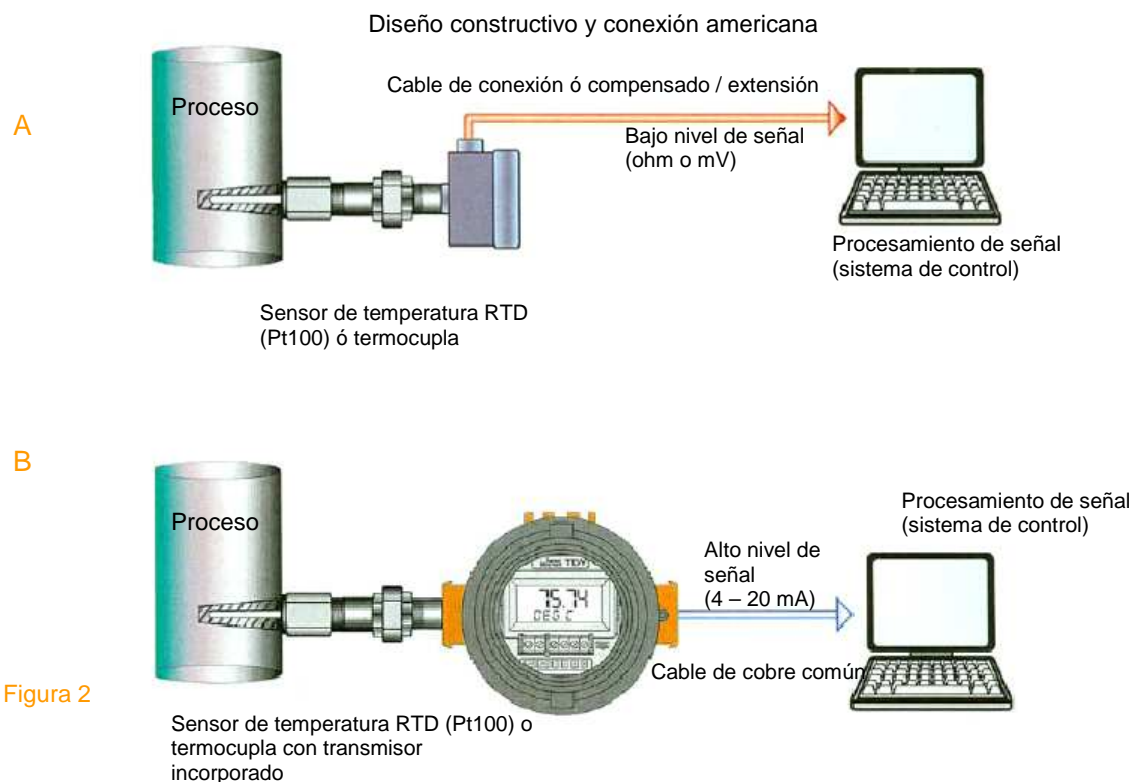 Diseño constructivo y conexión americana
A
Proceso
Cable de conexión ó compensado / extensión
Bajo nivel de señal
(ohm o mV)
Procesamiento de señal
(sistema de control)
Sensor de temperatura RTD
(Pt100) ó termocupla
B
Proceso
75.74
DEG C
Alto nivel de
señal
(4 – 20 mA)
Cable de cobre común
Procesamiento de señal
(sistema de control)
Figura 2
Sensor de temperatura RTD (Pt100) o
termocupla con transmisor
incorporado